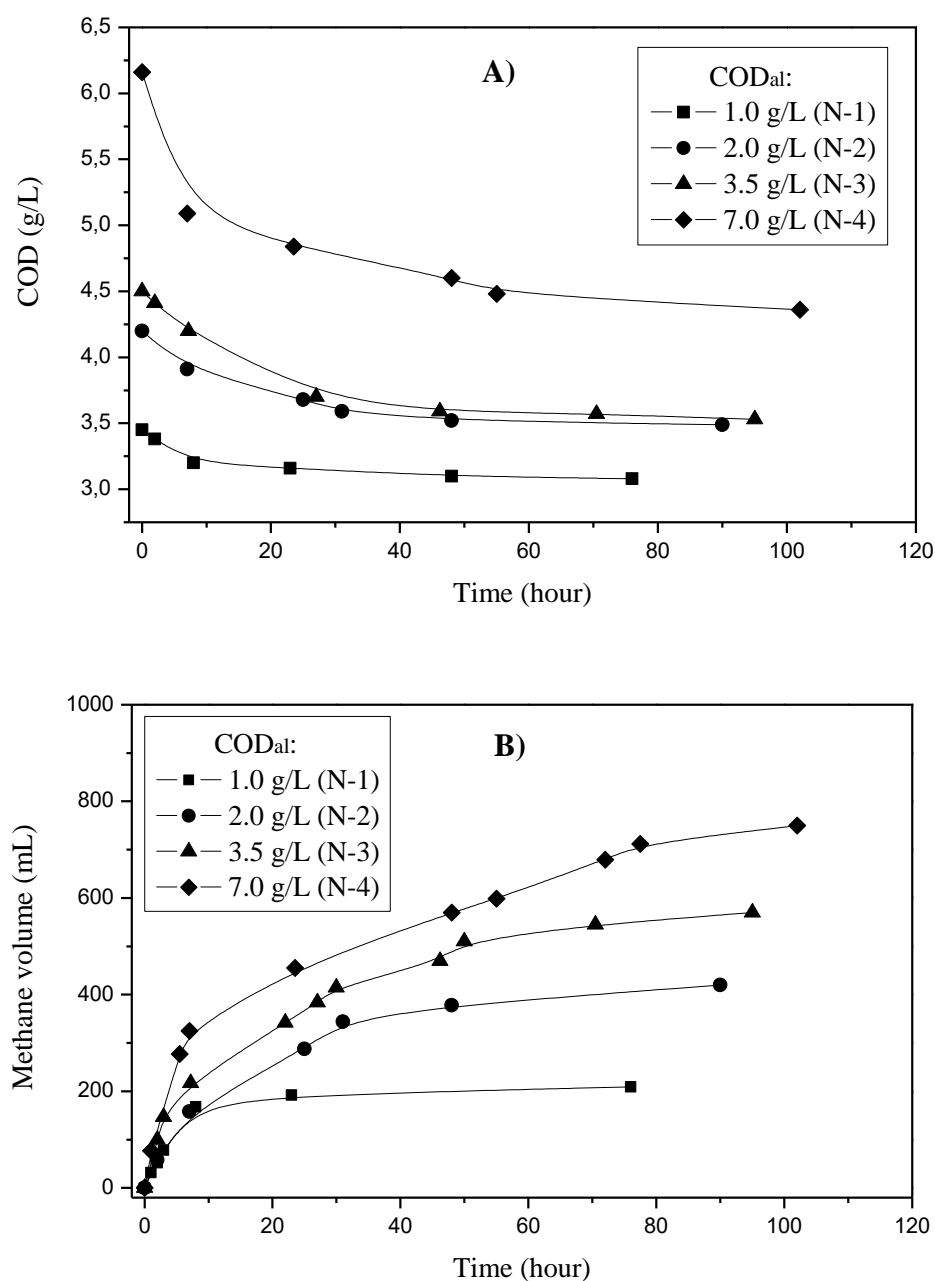 A)
CODal:
1.0 g/L (N-1)
2.0 g/L (N-2)
3.5 g/L (N-3)
7.0 g/L (N-4)
COD (g/L)
6,5
6,0
5,5
5,0
4,5
4,0
3,5
3,0
0 20 40 60 80 100 120
Time (hour)
B)
CODal:
1.0 g/L (N-1)
2.0 g/L (N-2)
3.5 g/L (N-3)
7.0 g/L (N-4)
Methane volume (mL)
1000
800
600
400
200
0
0 20 40 60 80 100 120
Time (hour)